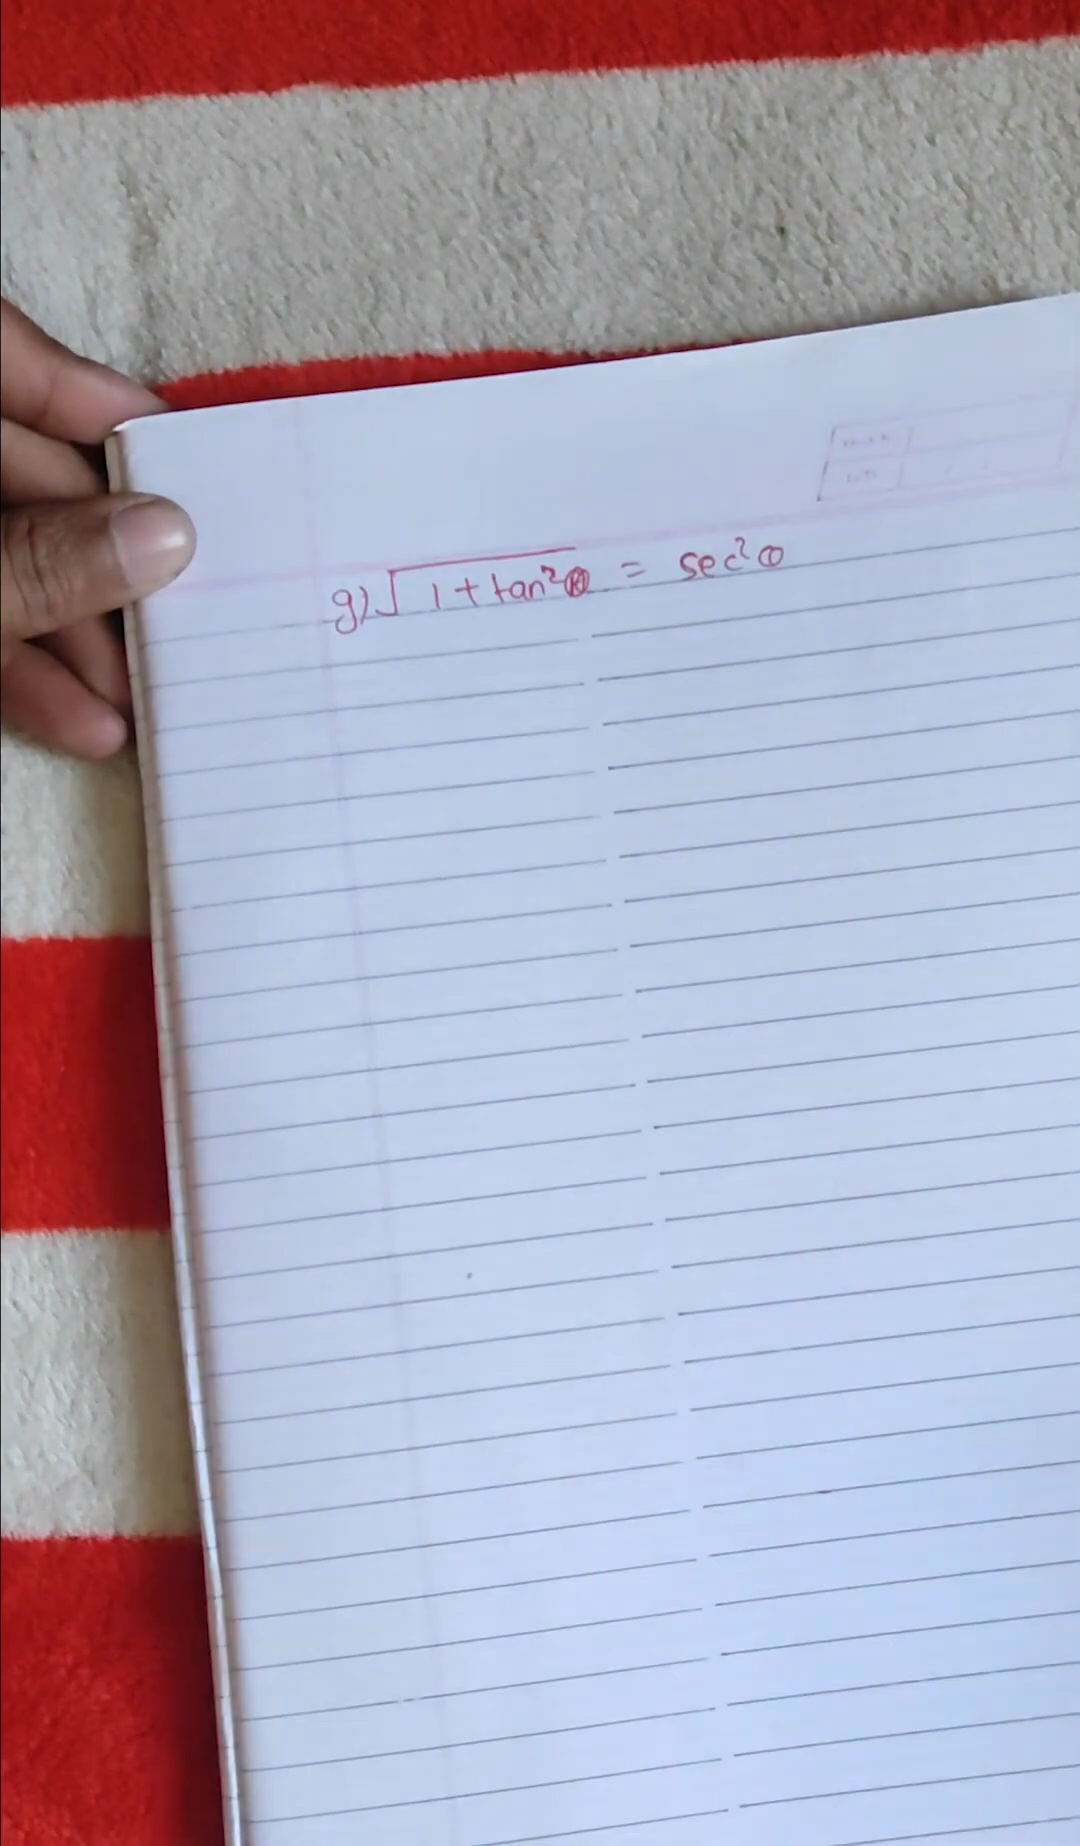 g) √1 + tan²θ = sec²θ